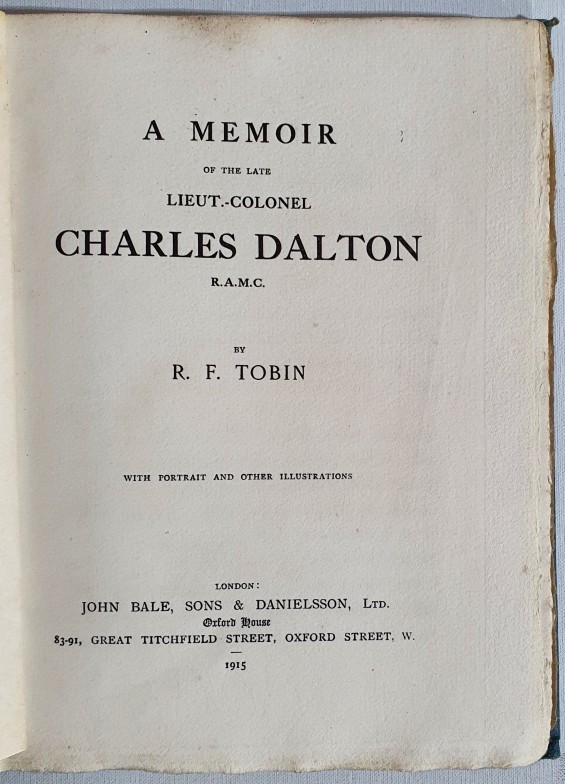 A MEMOIR
OF THE LATE
LIEUT.-COLONEL
CHARLES DALTON
R.A.M.C.
BY
R. F. TOBIN
WITH PORTRAIT AND OTHER ILLUSTRATIONS
LONDON:
JOHN BALE, SONS & DANIELSSON, LTD.
Oxford House
83-91, GREAT TITCHFIELD STREET, OXFORD STREET, W.
1915